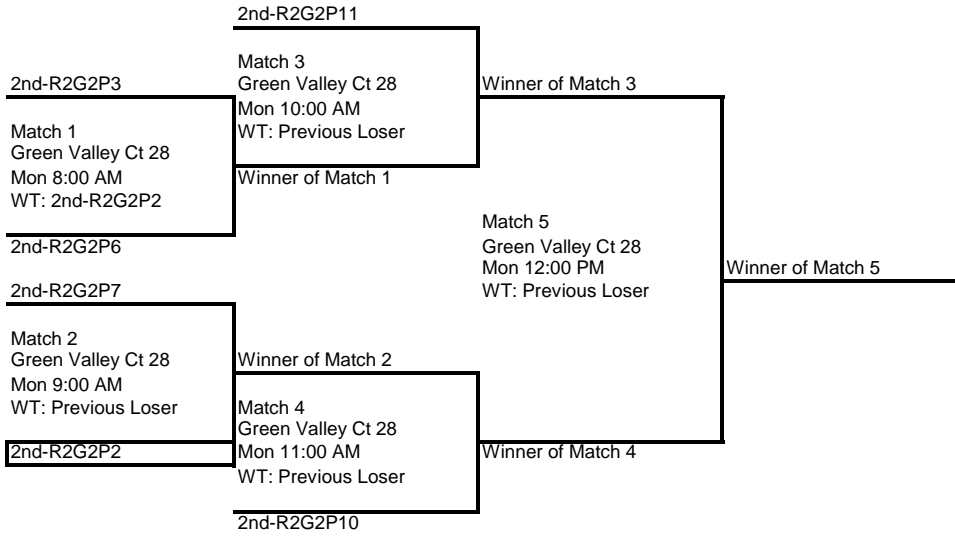 2nd-R2G2P11
Match 3
Green Valley Ct 28
Mon 10:00 AM
WT: Previous Loser
2nd-R2G2P3
Winner of Match 3
Match 1
Green Valley Ct 28
Mon 8:00 AM
WT: 2nd-R2G2P2
Winner of Match 1
2nd-R2G2P6
Match 5
Green Valley Ct 28
Mon 12:00 PM
WT: Previous Loser
Winner of Match 5
2nd-R2G2P7
Match 2
Green Valley Ct 28
Mon 9:00 AM
WT: Previous Loser
Winner of Match 2
2nd-R2G2P2
Match 4
Green Valley Ct 28
Mon 11:00 AM
WT: Previous Loser
Winner of Match 4
2nd-R2G2P10